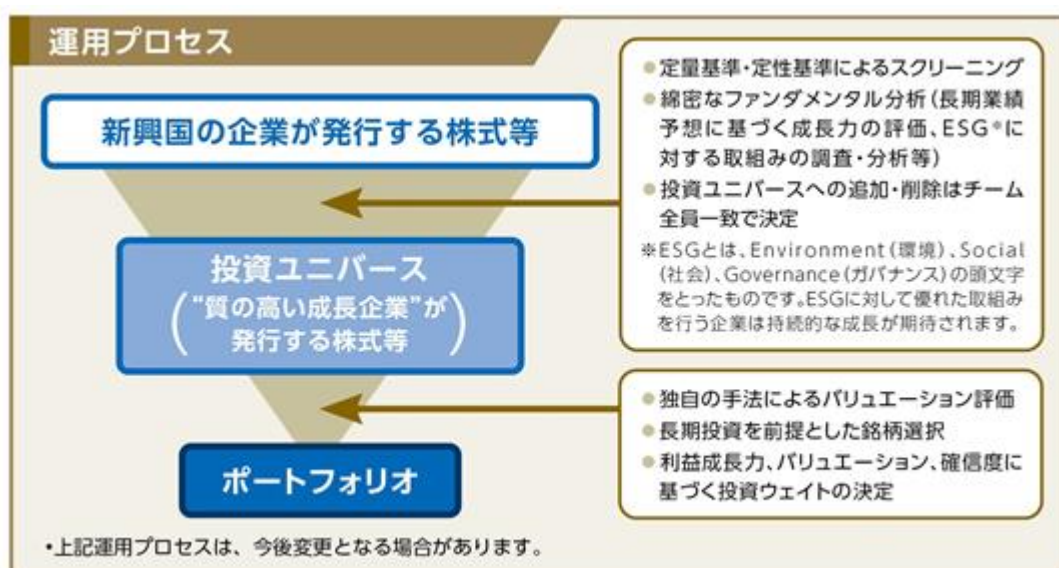 運用プロセス
新興国の企業が発行する株式等
●定量基準・定性基準によるスクリーニング
●綿密なファンダメンタル分析(長期業績
予想に基づく成長力の評価、ESG※に
対する取組みの調査・分析等)
●投資ユニバースへの追加・削除はチーム
全員一致で決定
※ESGとは、Environment(環境)、Social
(社会)、Governance(ガバナンス)の頭文字
をとったものです。ESGに対して優れた取組み
を行う企業は持続的な成長が期待されます。
投資ユニバース
(“質の高い成長企業”が
発行する株式等)
●独自の手法によるバリュエーション評価
●長期投資を前提とした銘柄選択
●利益成長力、バリュエーション、確信度に
基づく投資ウェイトの決定
ポートフォリオ
•上記運用プロセスは、今後変更となる場合があります。